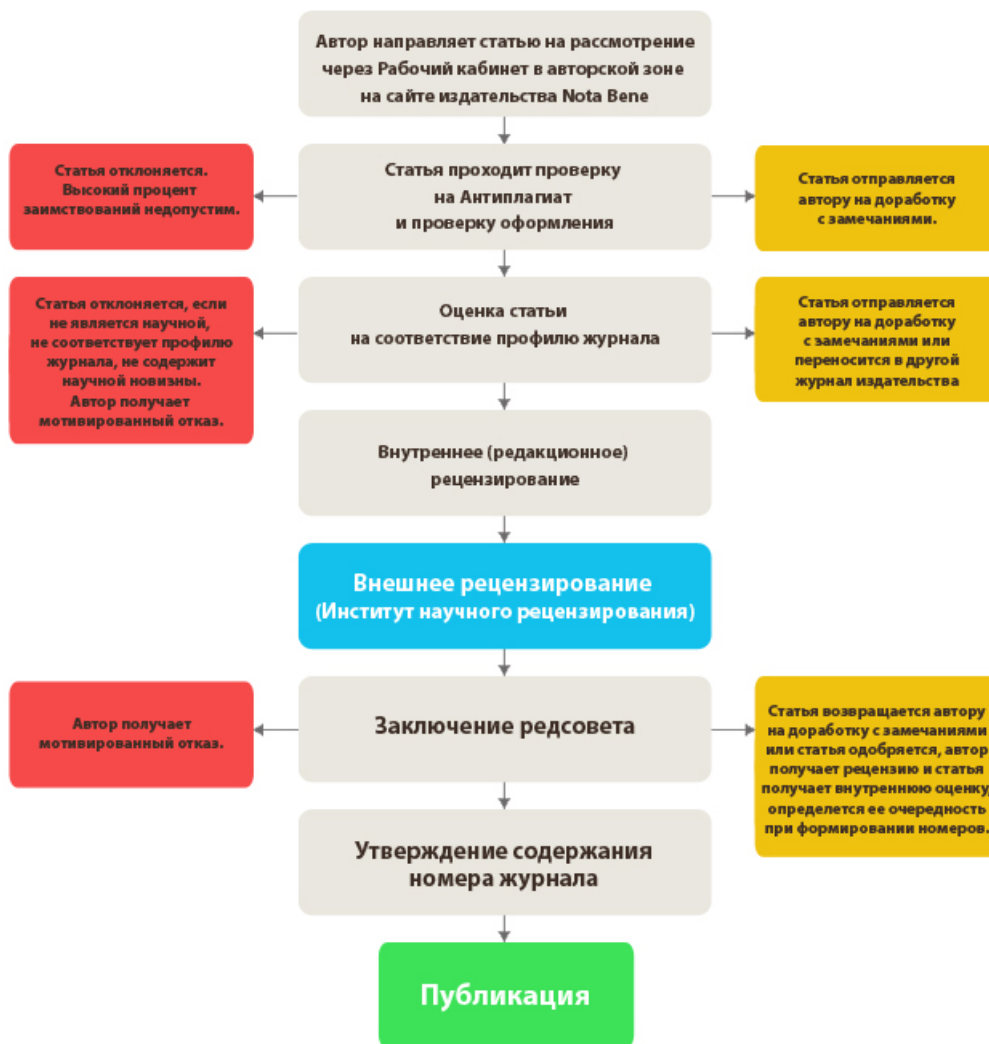 Автор направляет статью на рассмотрение
через Рабочий кабинет в авторской зоне
на сайте издательства Nota Bene
Статья отклоняется.
Высокий процент
заимствований недопустим.
Статья проходит проверку
на Антиплагиат
и проверку оформления
Статья отправляется
автору на доработку
с замечаниями.
Статья отклоняется, если
не является научной,
не соответствует профилю
журнала, не содержит
научной новизны.
Автор получает
мотивированный отказ.
Оценка статьи
на соответствие профилю журнала
Статья отправляется
автору на доработку
с замечаниями или
переносится в другой
журнал издательства
Внутреннее (редакционное)
рецензирование
Внешнее рецензирование
(Институт научного рецензирования)
Автор получает
мотивированный отказ.
Заключение редсовета
Статья возвращается автору
на доработку с замечаниями
или статья одобряется, автор
получает рецензию и статья
получает внутреннюю оценку,
определется ее очередность
при формировании номеров.
Утверждение содержания
номера журнала
Публикация